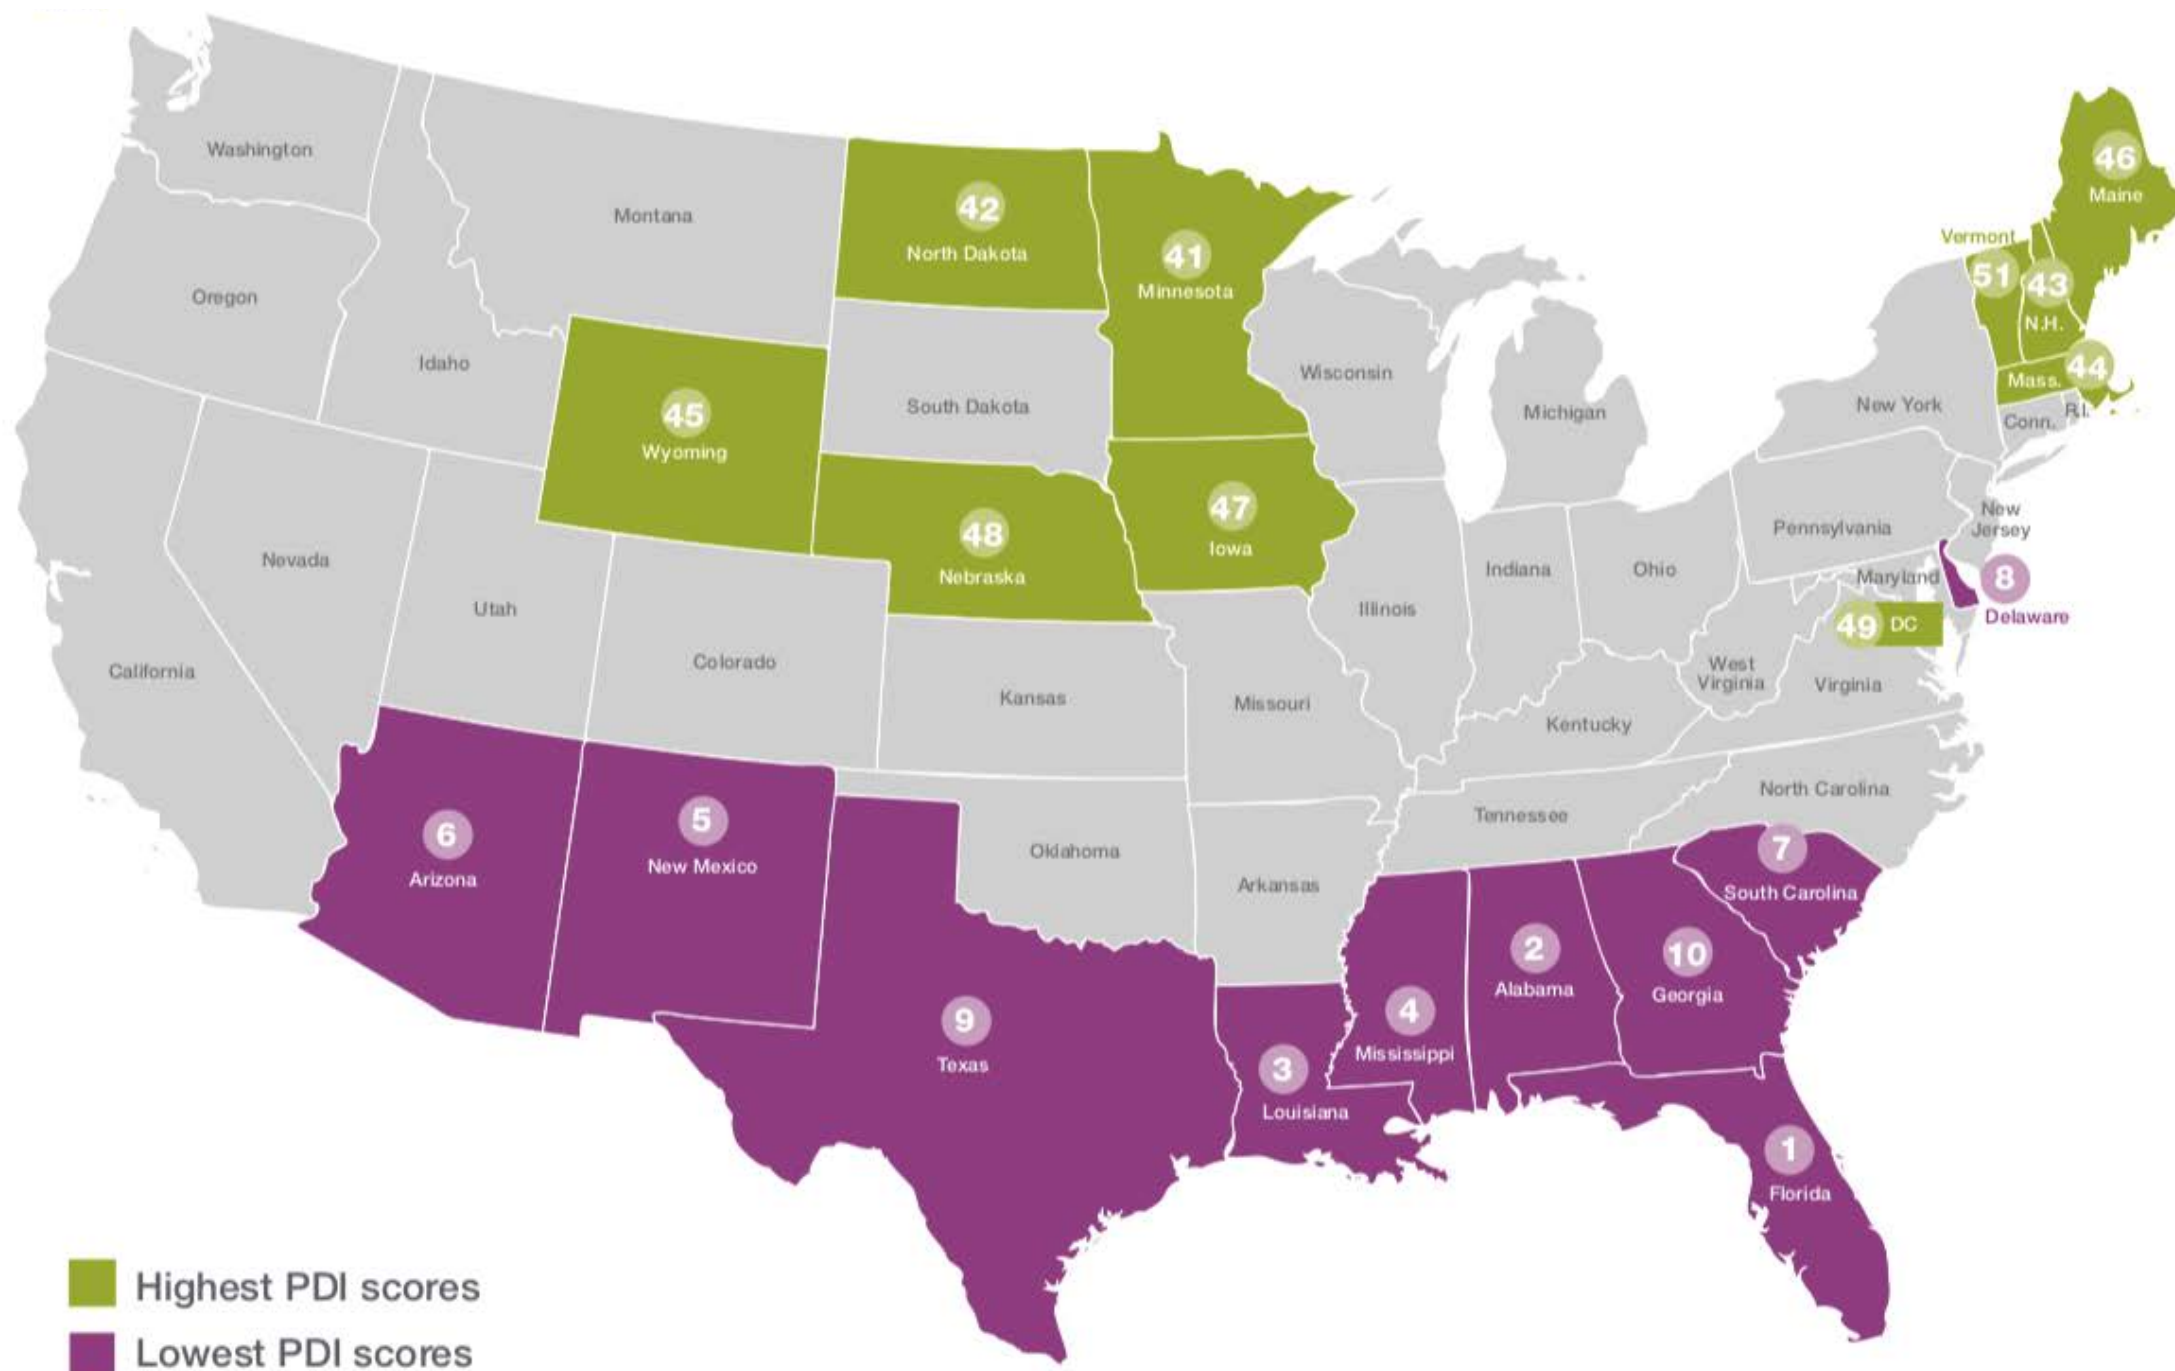 Washington
Montana
42
North Dakota
41
Minnesota
46
Maine
Vermont
51
43
N.H.
44
Mass.
Oregon
Idaho
45
Wyoming
South Dakota
Wisconsin
Michigan
New York
Conn.
R.I.
48
Nebraska
47
Iowa
Nevada
Utah
Colorado
Kansas
Illinois
Indiana
Ohio
Pennsylvania
New
Jersey
Maryland
8
Delaware
49 DC
California
Missouri
West
Virginia
Virginia
Kentucky
6
Arizona
5
New Mexico
Oklahoma
Arkansas
Tennessee
North Carolina
7
South Carolina
9
Texas
3
Louisiana
4
Mississippi
2
Alabama
10
Georgia
1
Florida
Highest PDI scores
Lowest PDI scores